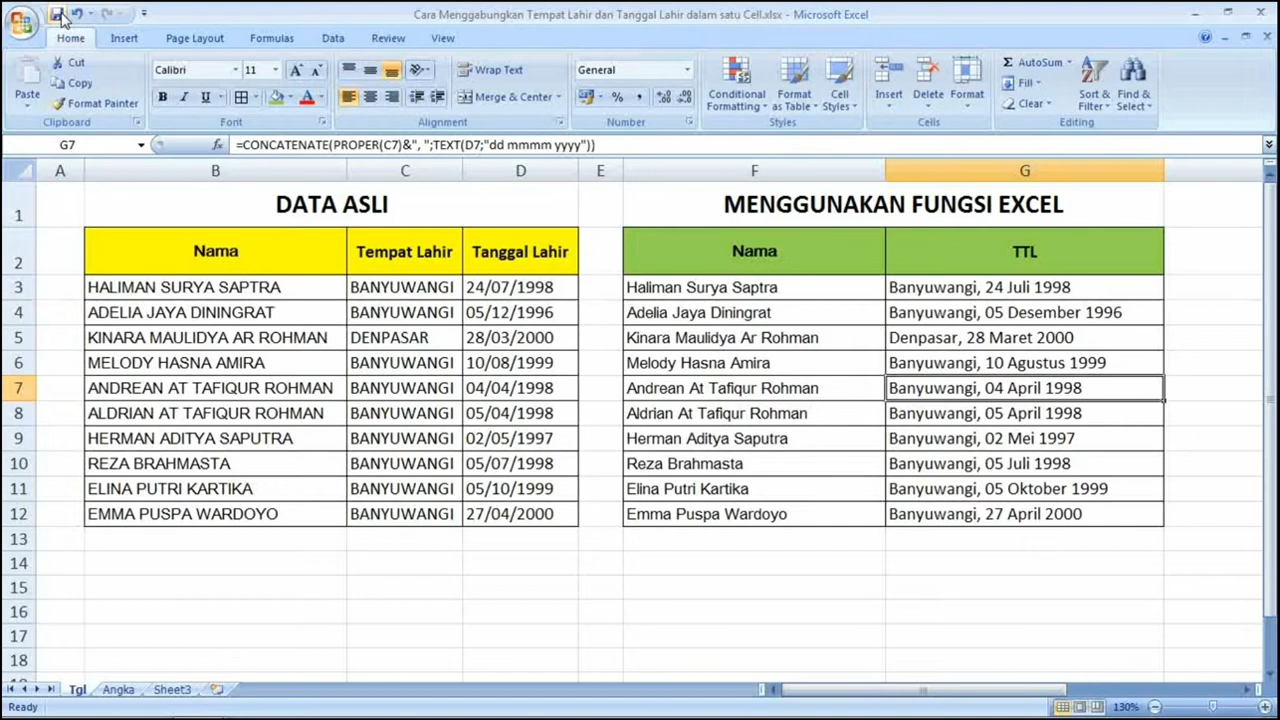 Cara Menggabungkan Tempat Lahir dan Tanggal Lahir dalam satu Cell.xlsx - Microsoft Excel
Home Insert Page Layout Formulas Data Review View
Paste Cut Copy Format Painter
Calibri 11
Wrap Text Merge & Center
General
Conditional Formatting Format as Table Cell Styles
Insert Delete Format
AutoSum Fill Clear Sort & Filter Find & Select
Clipboard Font Alignment Number Styles Cells Editing
G7 fx =CONCATENATE(PROPER(C7)&", ";TEXT(D7;"dd mmmm yyyy"))
A B C D E F G
1 DATA ASLI MENGGUNAKAN FUNGSI EXCEL
2 Nama Tempat Lahir Tanggal Lahir Nama TTL
3 HALIMAN SURYA SAPTRA BANYUWANGI 24/07/1998 Haliman Surya Saptra Banyuwangi, 24 Juli 1998
4 ADELIA JAYA DININGRAT BANYUWANGI 05/12/1996 Adelia Jaya Diningrat Banyuwangi, 05 Desember 1996
5 KINARA MAULIDYA AR ROHMAN DENPASAR 28/03/2000 Kinara Maulidya Ar Rohman Denpasar, 28 Maret 2000
6 MELODY HASNA AMIRA BANYUWANGI 10/08/1999 Melody Hasna Amira Banyuwangi, 10 Agustus 1999
7 ANDREAN AT TAFIQUR ROHMAN BANYUWANGI 04/04/1998 Andrean At Tafiqur Rohman Banyuwangi, 04 April 1998
8 ALDRIAN AT TAFIQUR ROHMAN BANYUWANGI 05/04/1998 Aldrian At Tafiqur Rohman Banyuwangi, 05 April 1998
9 HERMAN ADITYA SAPUTRA BANYUWANGI 02/05/1997 Herman Aditya Saputra Banyuwangi, 02 Mei 1997
10 REZA BRAHMASTA BANYUWANGI 05/07/1998 Reza Brahmasta Banyuwangi, 05 Juli 1998
11 ELINA PUTRI KARTIKA BANYUWANGI 05/10/1999 Elina Putri Kartika Banyuwangi, 05 Oktober 1999
12 EMMA PUSPA WARDOYO BANYUWANGI 27/04/2000 Emma Puspa Wardoyo Banyuwangi, 27 April 2000
13
14
15
16
17
18
Tgl Angka Sheet3
Ready 130%